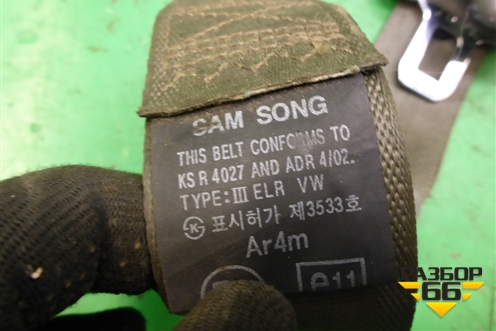 SAM SONG
THIS BELT CONFORMS TO
KS R 4027 AND ADR 4/02.
TYPE: III ELR VW
K 표시허가 제3533호
Ar4m
e11
АЗБОР
66